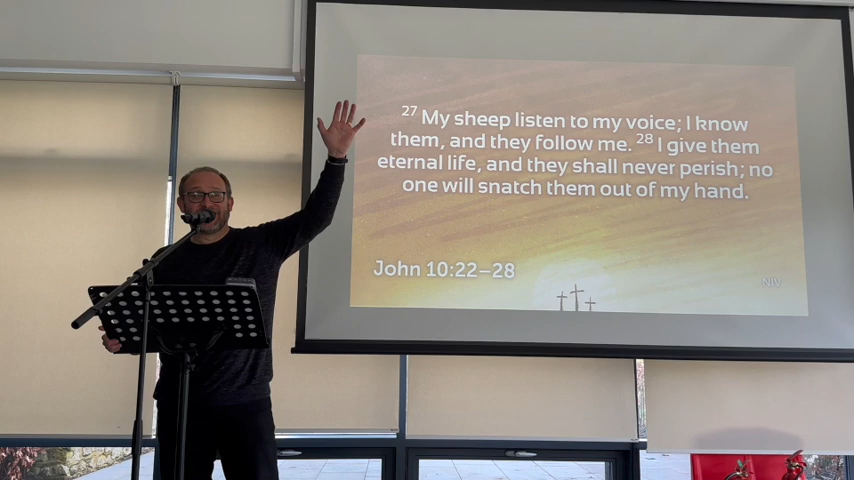 27 My sheep listen to my voice; I know
them, and they follow me. 28 I give them
eternal life, and they shall never perish; no
one will snatch them out of my hand.
John 10:22–28
NIV